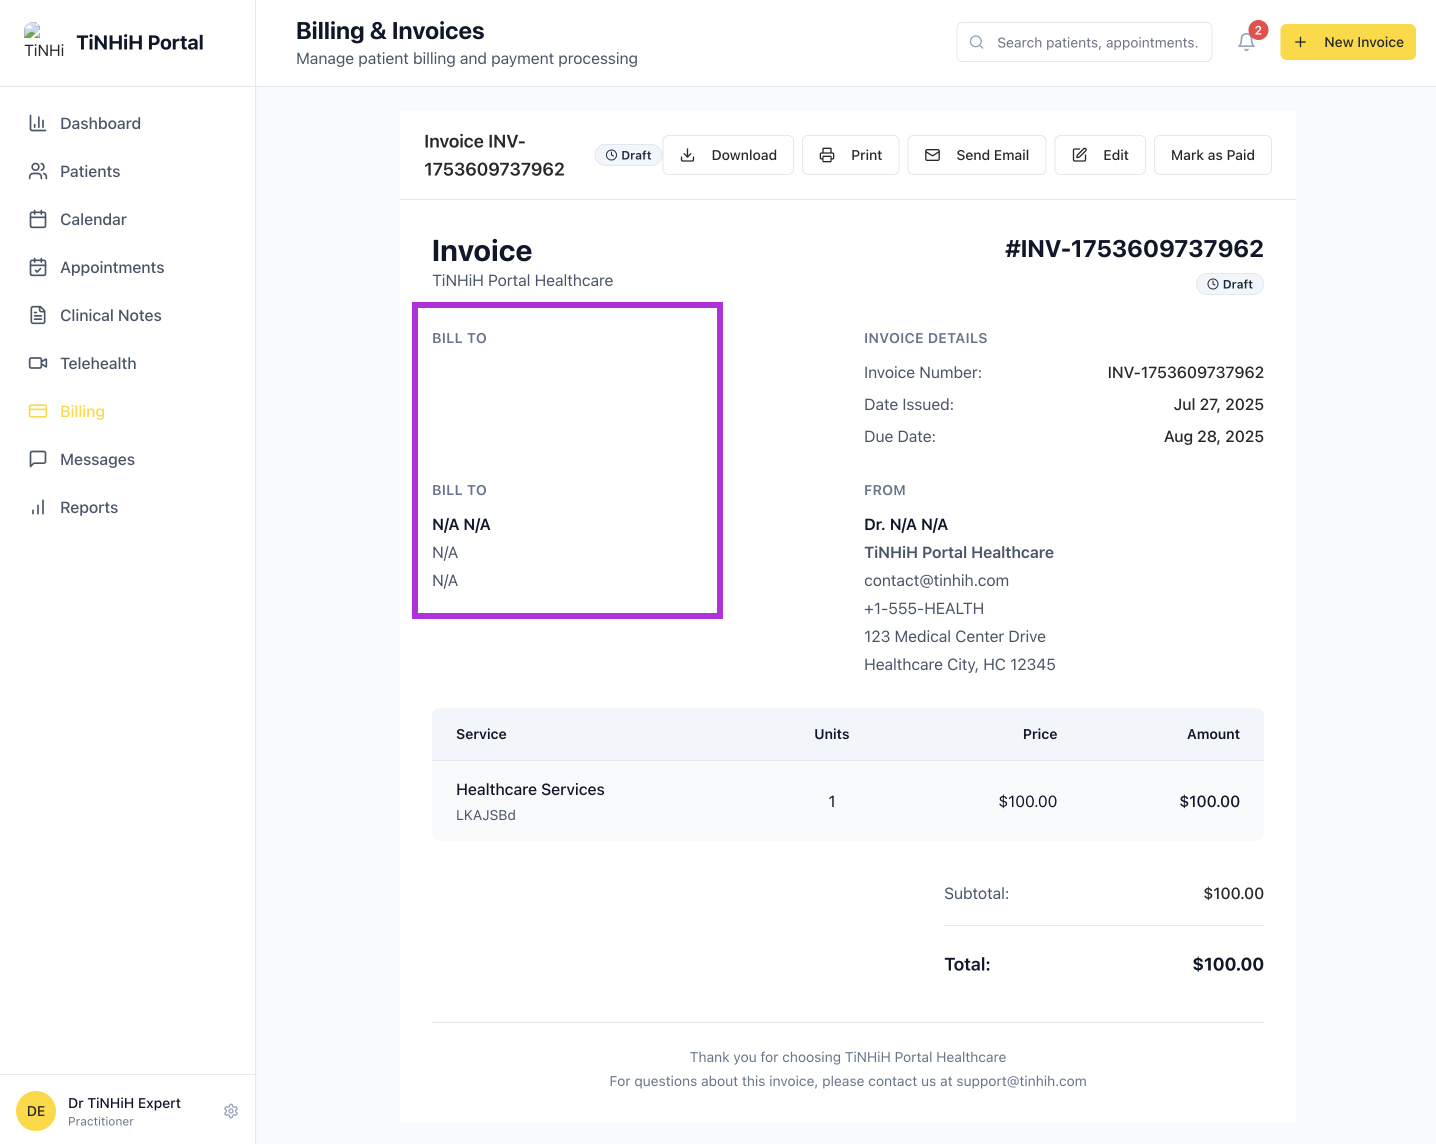 TiNHi
TiNHiH Portal
Dashboard
Patients
Calendar
Appointments
Clinical Notes
Telehealth
Billing
Messages
Reports
DE
Dr TiNHiH Expert
Practitioner
Billing & Invoices
Manage patient billing and payment processing
Search patients, appointments.
2
New Invoice
Invoice INV-
1753609737962
Draft
Download
Print
Send Email
Edit
Mark as Paid
Invoice
TiNHiH Portal Healthcare
#INV-1753609737962
Draft
BILL TO
BILL TO
N/A N/A
N/A
N/A
INVOICE DETAILS
Invoice Number: INV-1753609737962
Date Issued: Jul 27, 2025
Due Date: Aug 28, 2025
FROM
Dr. N/A N/A
TiNHiH Portal Healthcare
contact@tinhih.com
+1-555-HEALTH
123 Medical Center Drive
Healthcare City, HC 12345
Service Units Price Amount
Healthcare Services
LKAJSBd
1 $100.00 $100.00
Subtotal: $100.00
Total: $100.00
Thank you for choosing TiNHiH Portal Healthcare
For questions about this invoice, please contact us at support@tinhih.com